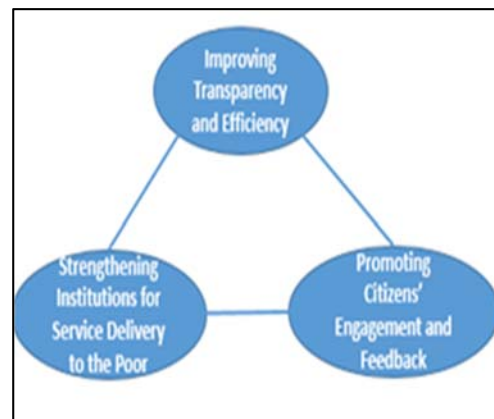 Improving
Transparency
and Efficiency
Strengthening
Institutions for
Service Delivery
to the Poor
Promoting
Citizens'
Engagement and
Feedback